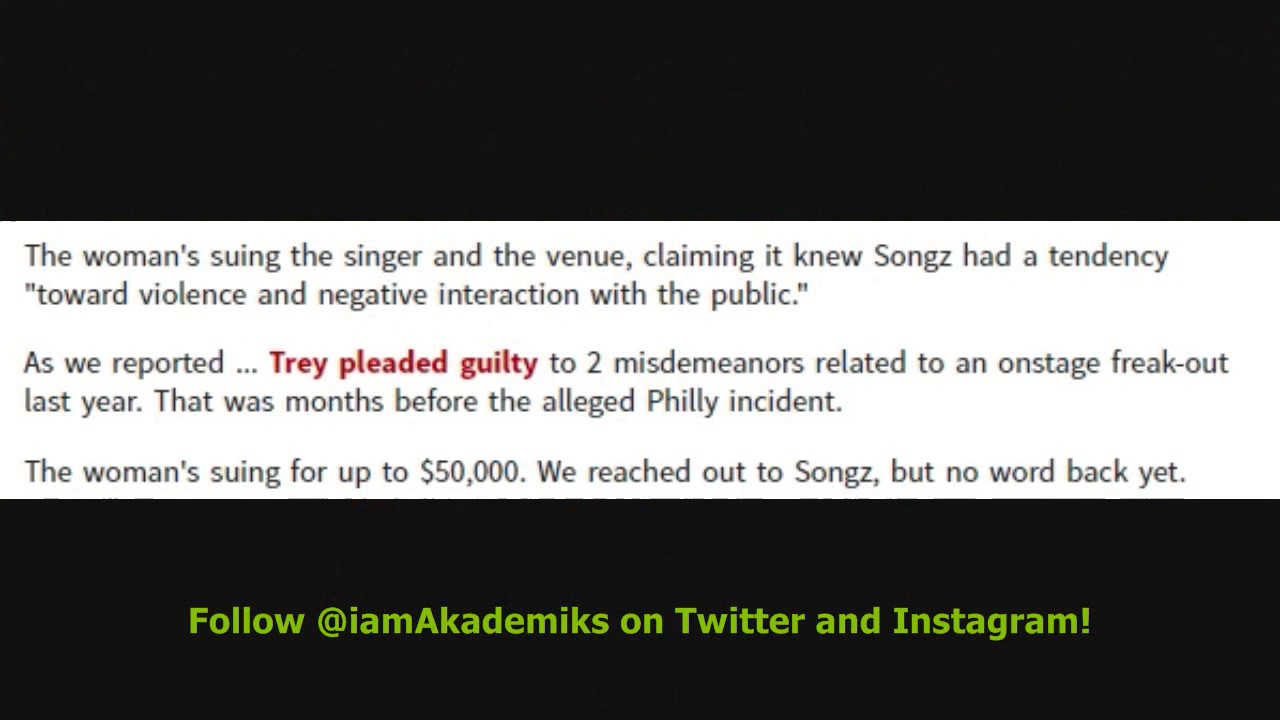 The woman's suing the singer and the venue, claiming it knew Songz had a tendency
"toward violence and negative interaction with the public."
As we reported ... Trey pleaded guilty to 2 misdemeanors related to an onstage freak-out
last year. That was months before the alleged Philly incident.
The woman's suing for up to $50,000. We reached out to Songz, but no word back yet.
Follow @iamAkademiks on Twitter and Instagram!